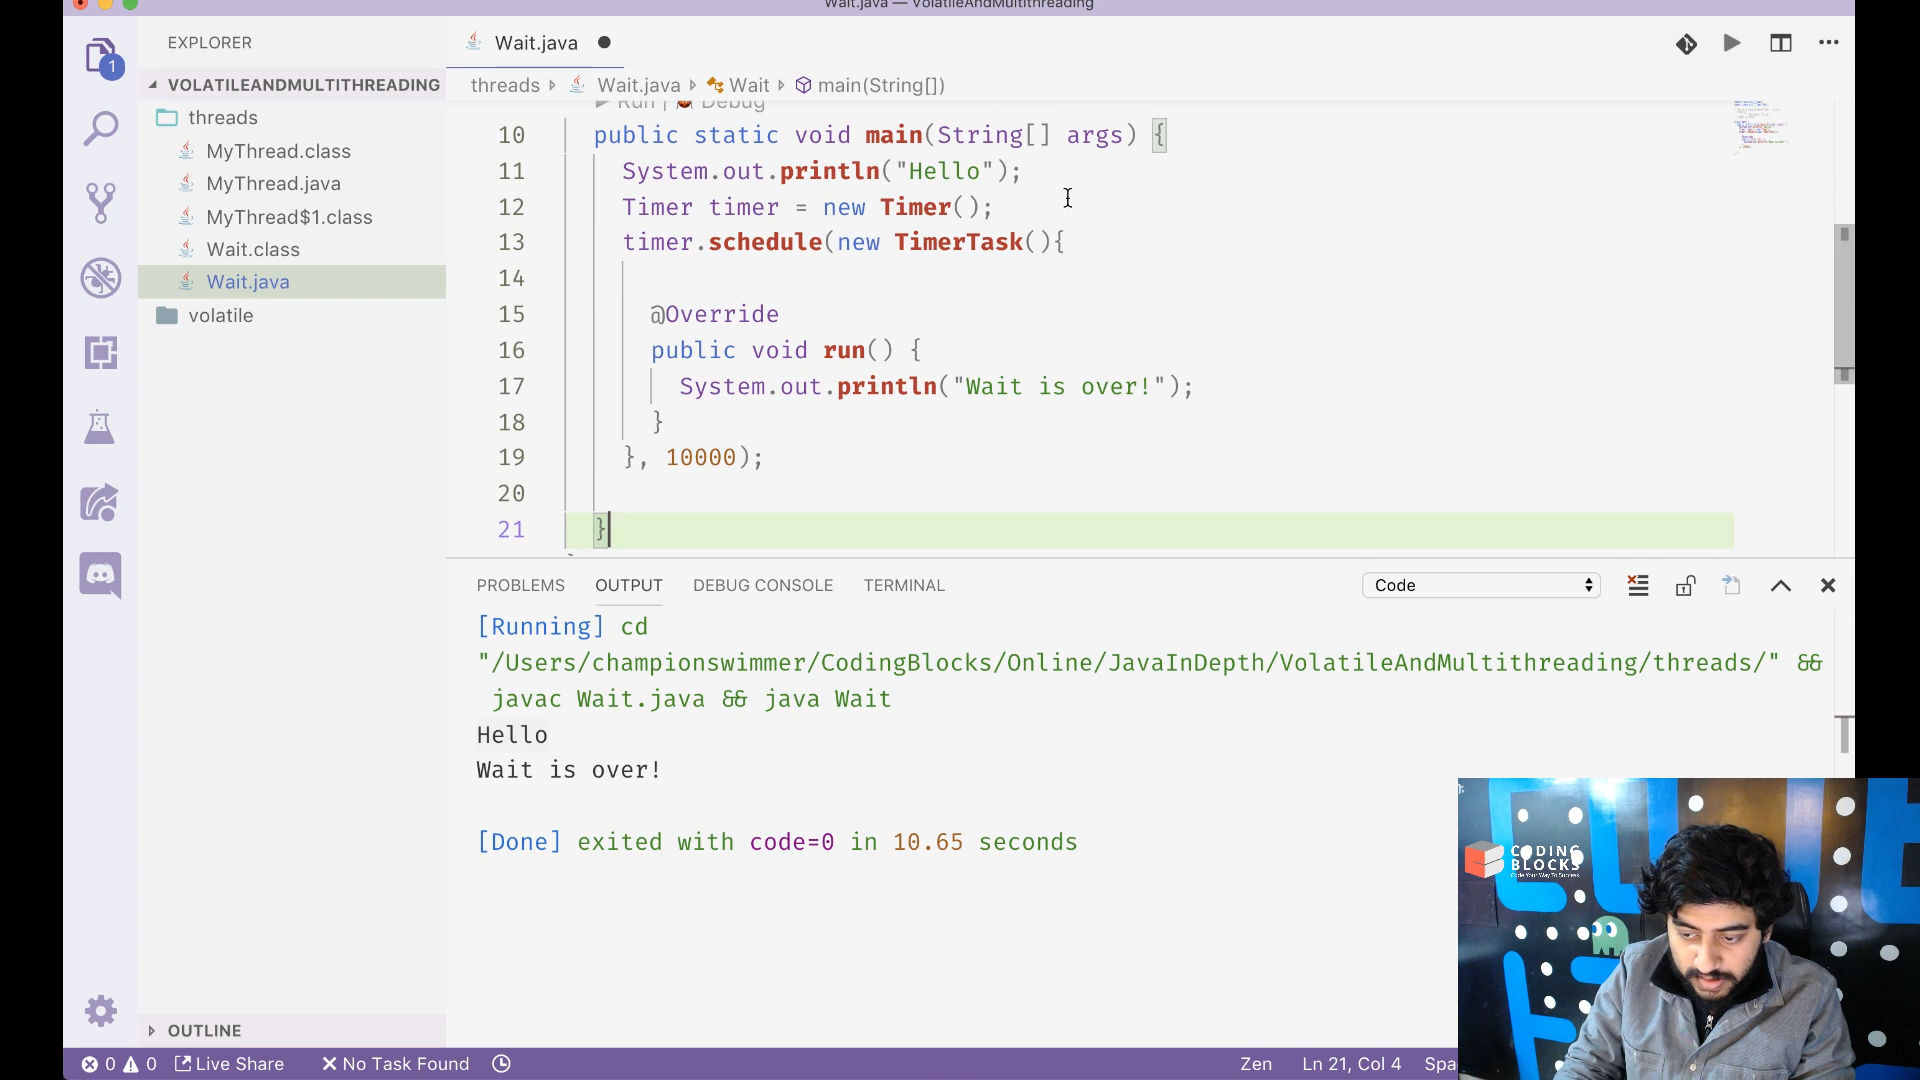 Wait.java — VolatileAndMultithreading
EXPLORER
Wait.java
1
VOLATILEANDMULTITHREADING
threads
MyThread.class
MyThread.java
MyThread$1.class
Wait.class
Wait.java
volatile
OUTLINE
threads Wait.java Wait main(String[])
Run | Debug
10 public static void main(String[] args) {
11 System.out.println("Hello");
12 Timer timer = new Timer();
13 timer.schedule(new TimerTask(){
14
15 @Override
16 public void run() {
17 System.out.println("Wait is over!");
18 }
19 }, 10000);
20
21 }
PROBLEMS OUTPUT DEBUG CONSOLE TERMINAL
Code
[Running] cd
"/Users/championswimmer/CodingBlocks/Online/JavaInDepth/VolatileAndMultithreading/threads/" &&
javac Wait.java && java Wait
Hello
Wait is over!
[Done] exited with code=0 in 10.65 seconds
CODING
BLOCKS
Code Your Way To Success
0 0 Live Share No Task Found Zen Ln 21, Col 4 Spa